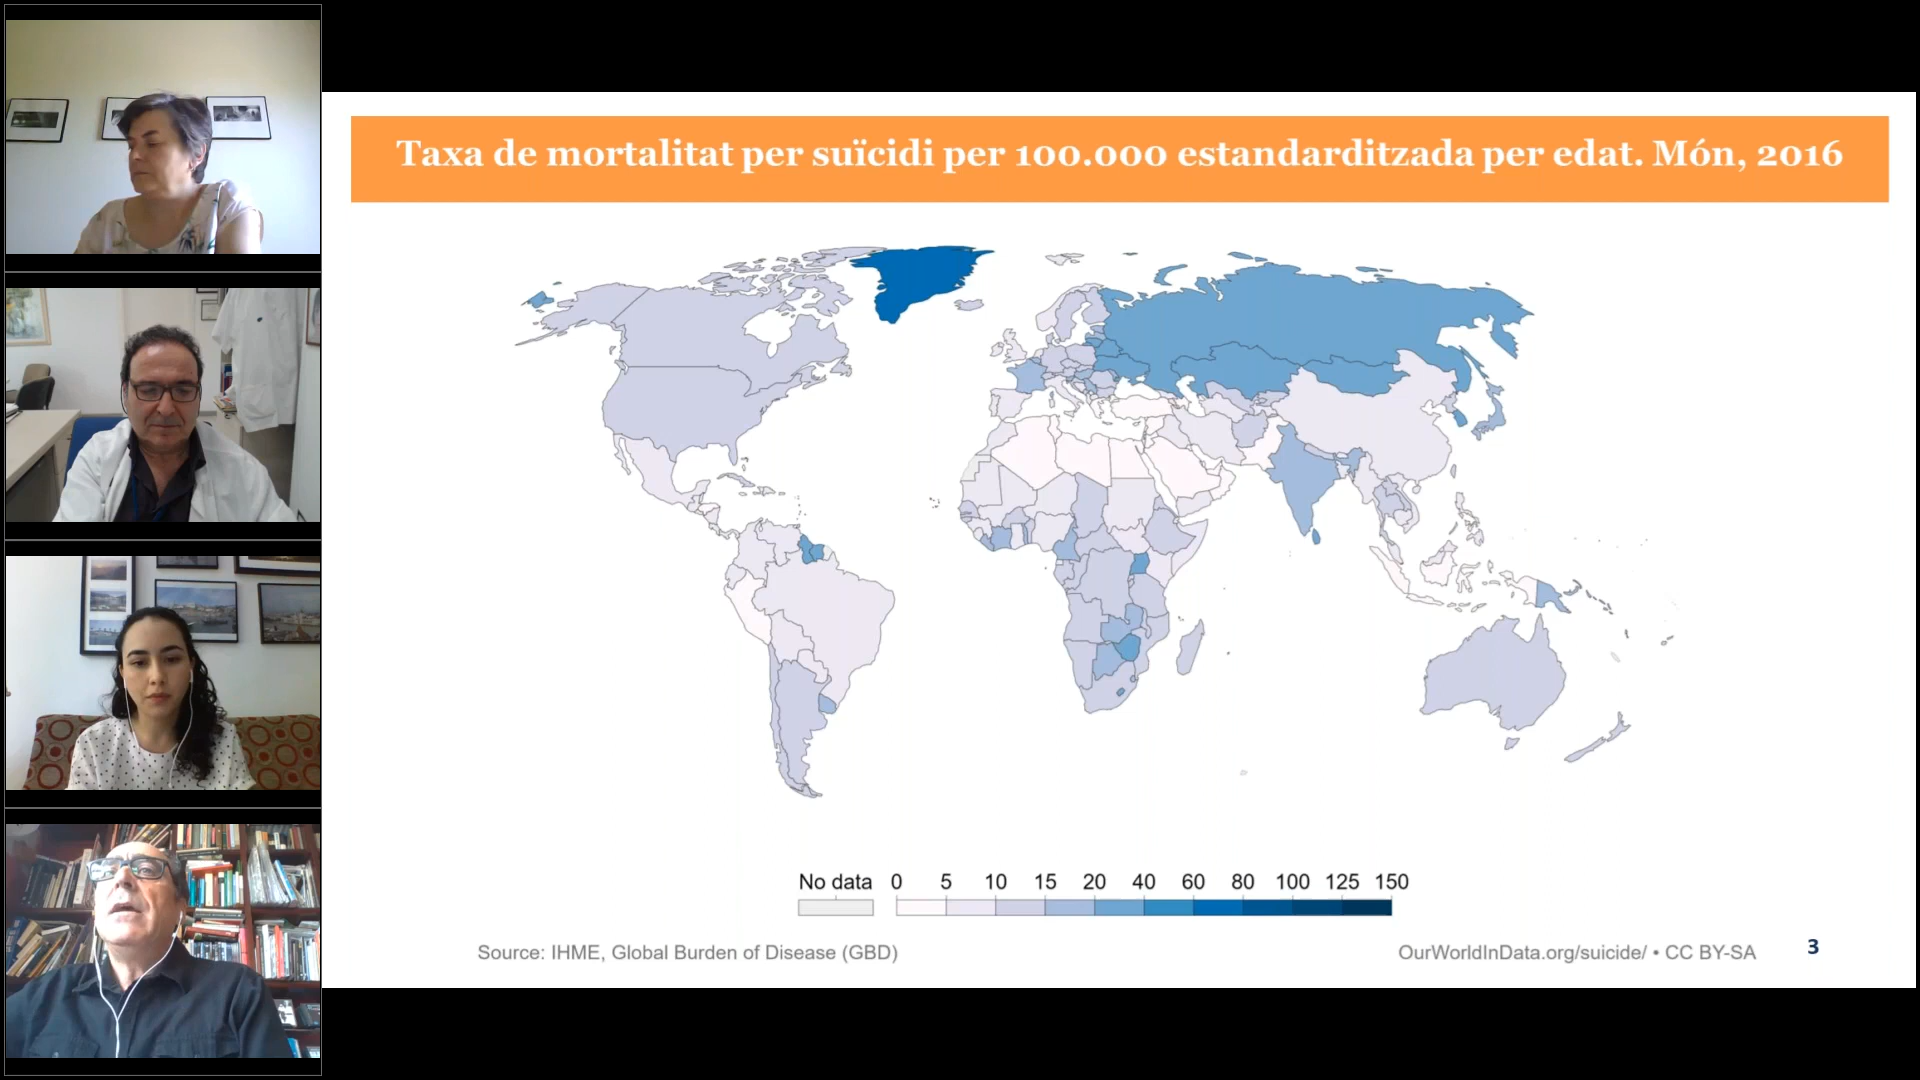 Taxa de mortalitat per suïcidi per 100.000 estandarditzada per edat. Món, 2016
No data 0 5 10 15 20 40 60 80 100 125 150
Source: IHME, Global Burden of Disease (GBD)
OurWorldInData.org/suicide/ • CC BY-SA
3